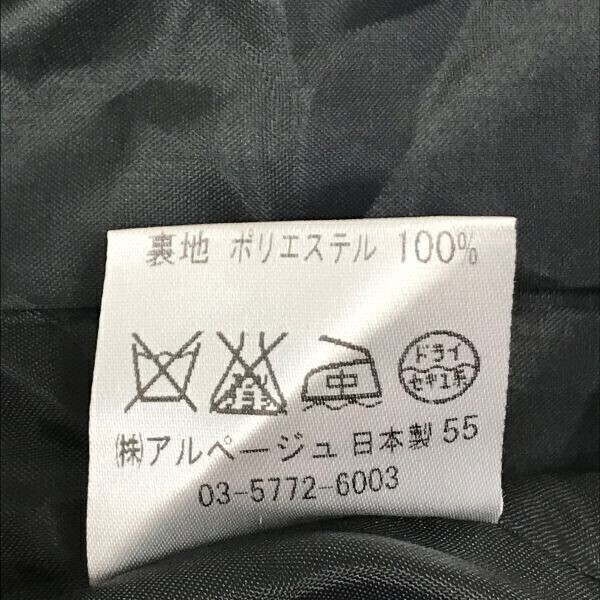 裏地 ポリエステル 100%
中 ドライ
セキユ系
㈱アルページュ 日本製 55
03-5772-6003